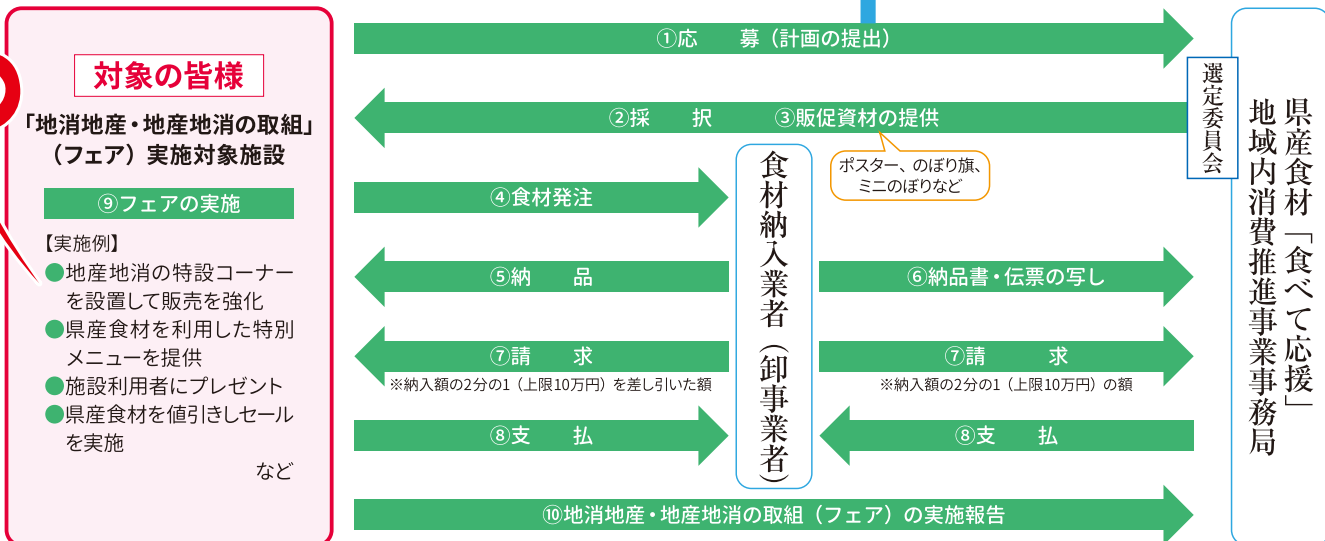 対象の皆様
「地消地産・地産地消の取組」
（フェア）実施対象施設
⑨フェアの実施
【実施例】
●地産地消の特設コーナー
を設置して販売を強化
●県産食材を利用した特別
メニューを提供
●施設利用者にプレゼント
●県産食材を値引きしセール
を実施
など
①応　募（計画の提出）
②採　択　③販促資材の提供
ポスター、のぼり旗、
ミニのぼりなど
④食材発注
⑤納　品
⑥納品書・伝票の写し
⑦請　求
※納入額の2分の1（上限10万円）を差し引いた額
⑦請　求
※納入額の2分の1（上限10万円）の額
⑧支　払
⑧支　払
⑩地消地産・地産地消の取組（フェア）の実施報告
食材納入業者（卸事業者）
選定委員会
県産食材「食べて応援」
地域内消費推進事業事務局